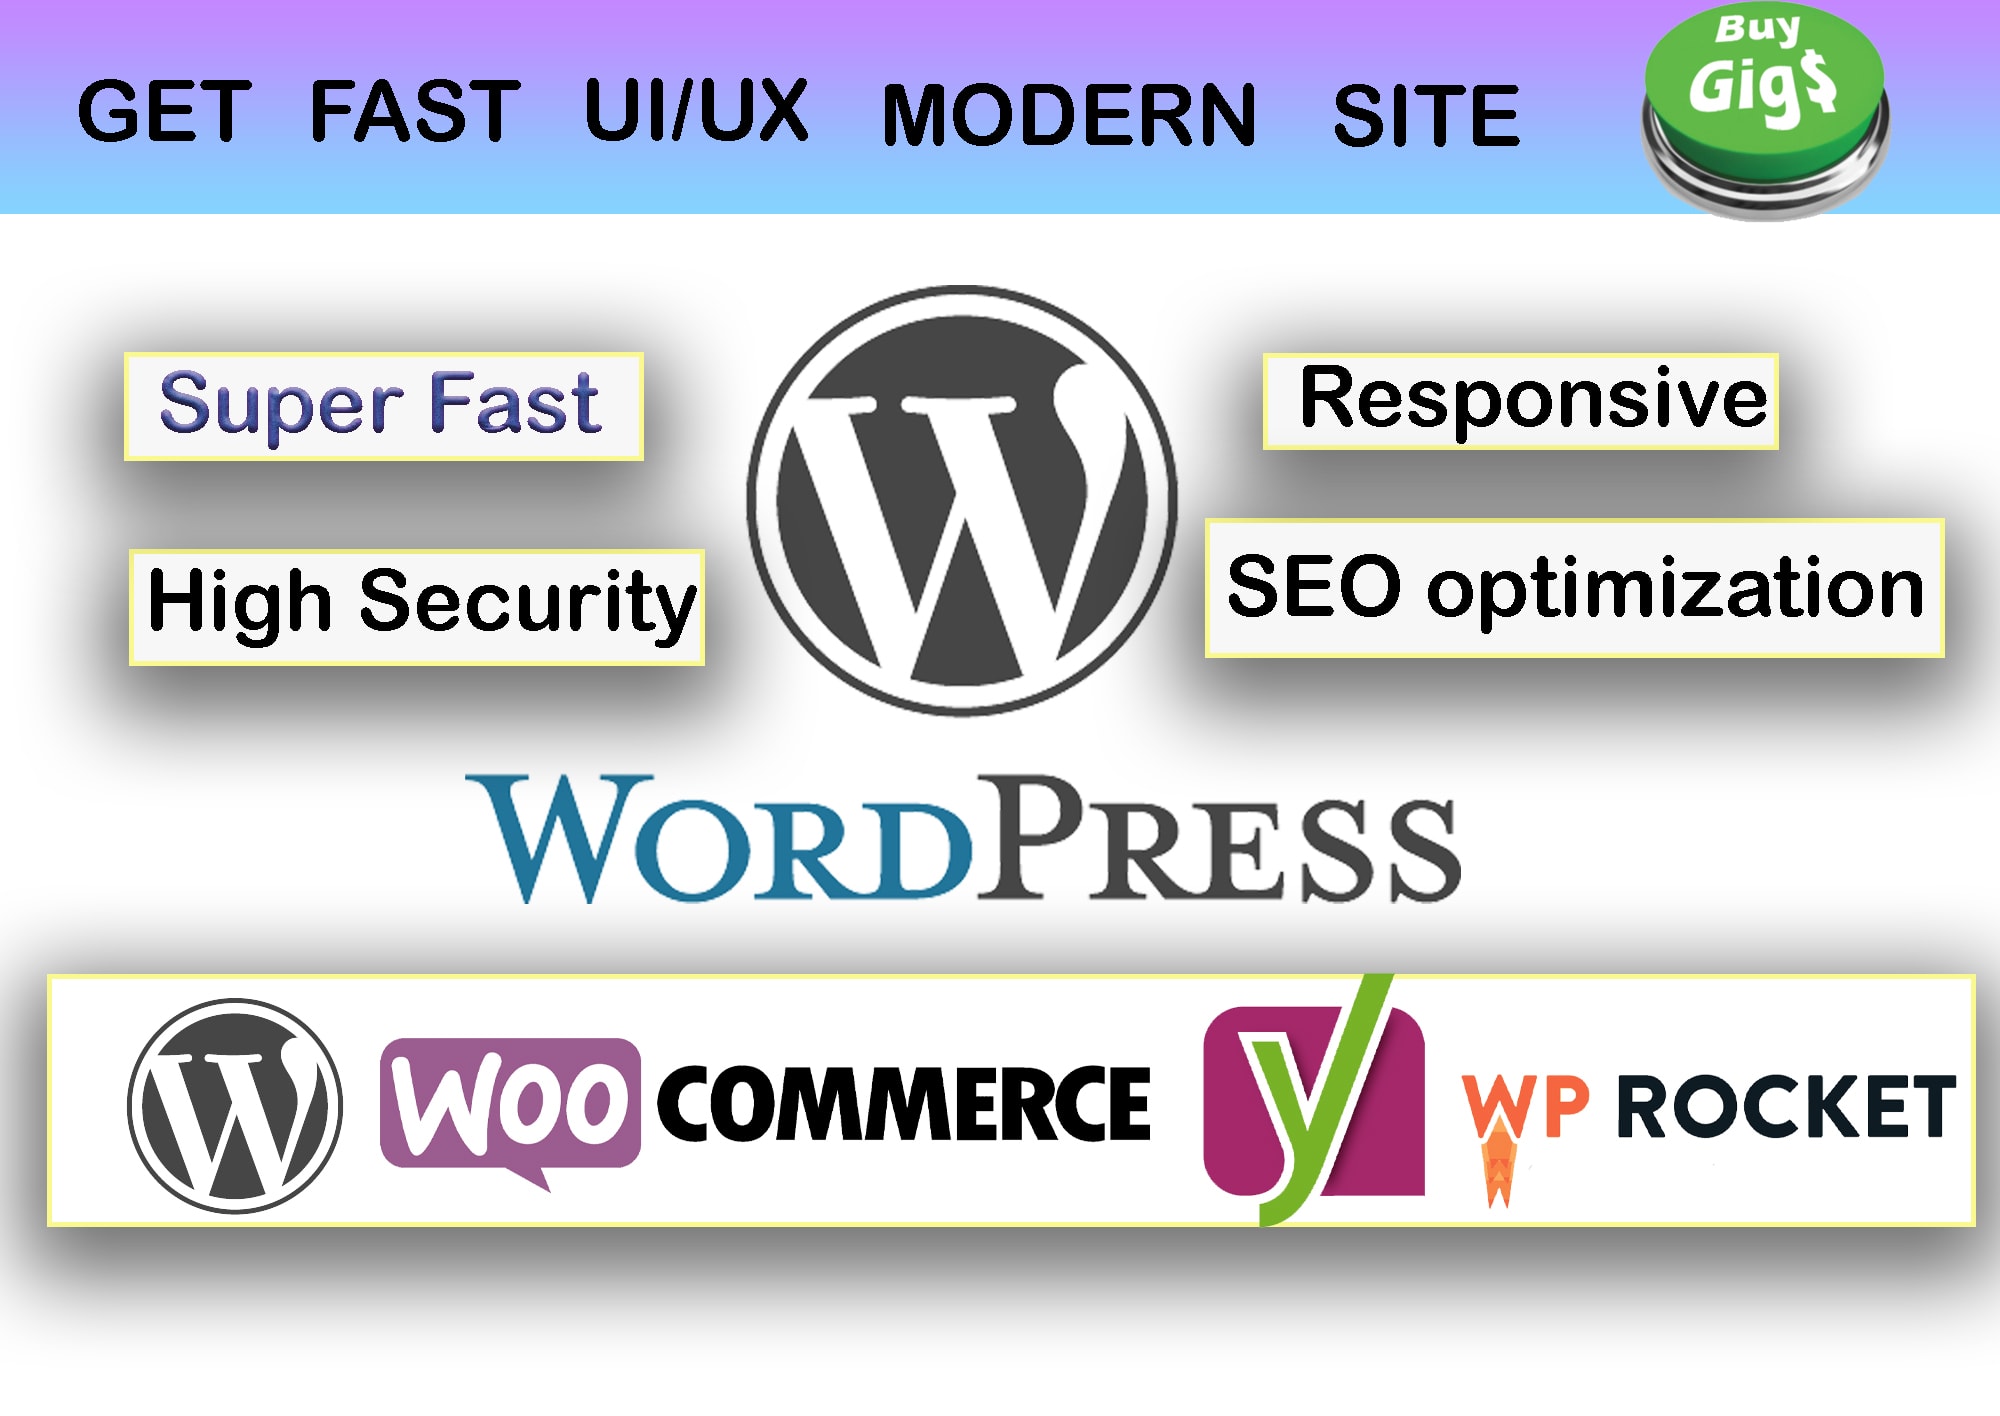 GET FAST UI/UX MODERN SITE
Buy
Gig$
Super Fast
Responsive
High Security
SEO optimization
W
WORDPRESS
W
WOO COMMERCE
y
WP ROCKET